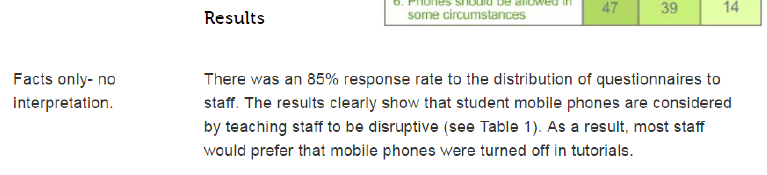 6. Phones should be allowed in
some circumstances
47 39 14
Results
Facts only- no
interpretation.
There was an 85% response rate to the distribution of questionnaires to
staff. The results clearly show that student mobile phones are considered
by teaching staff to be disruptive (see Table 1). As a result, most staff
would prefer that mobile phones were turned off in tutorials.